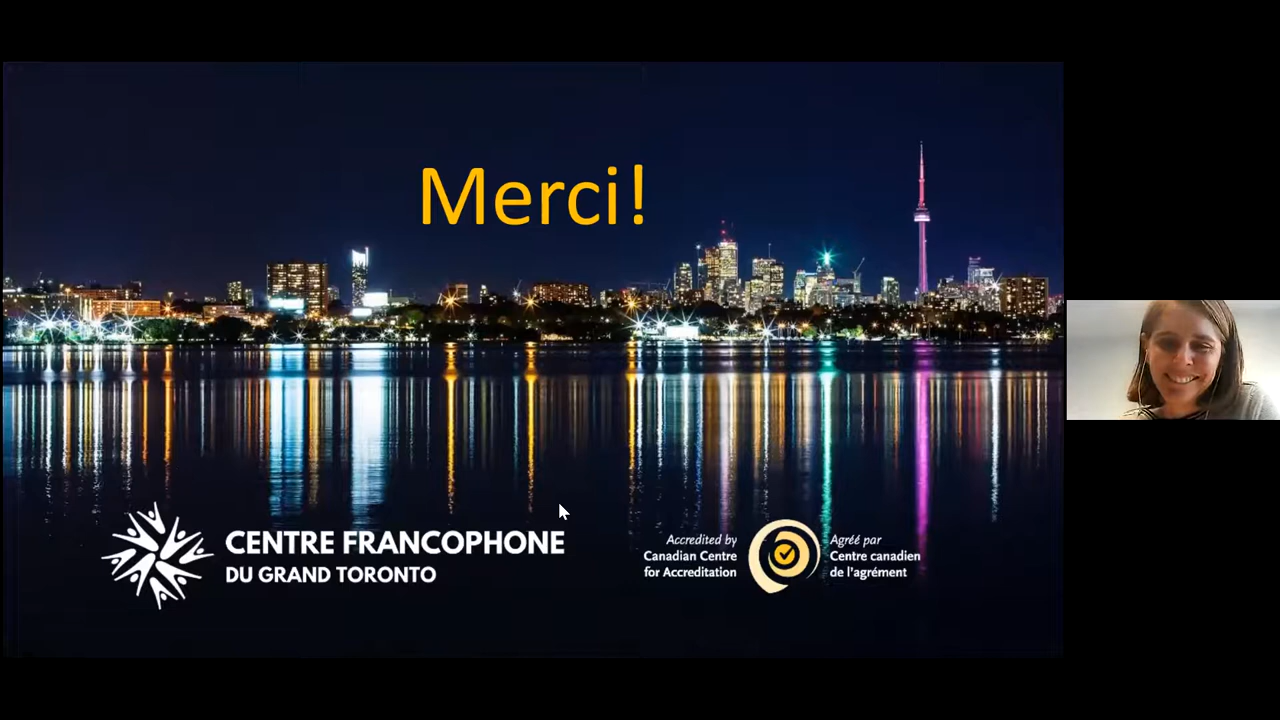 Merci!
CENTRE FRANCOPHONE
DU GRAND TORONTO
Accredited by
Canadian Centre
for Accreditation
Agréé par
Centre canadien
de l'agrément